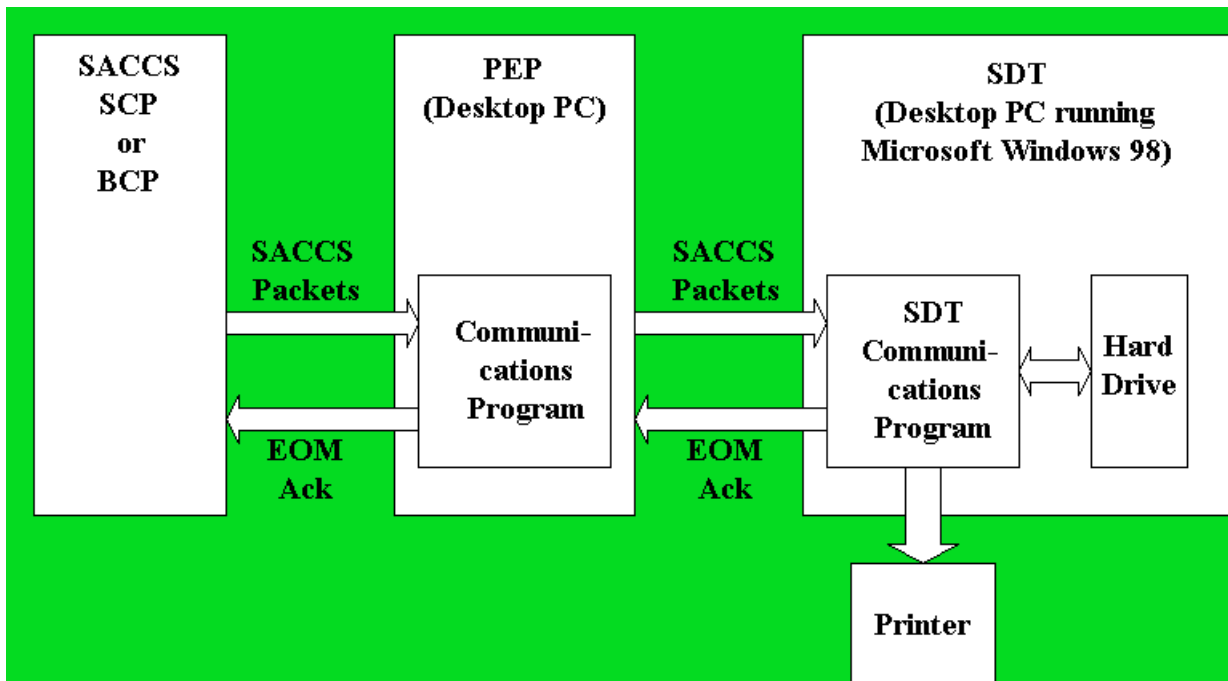 SACCS
SCP
or
BCP
PEP
(Desktop PC)
SDT
(Desktop PC running
Microsoft Windows 98)
SACCS
Packets
SACCS
Packets
Communi-
cations
Program
SDT
Communi-
cations
Program
Hard
Drive
EOM
Ack
EOM
Ack
Printer